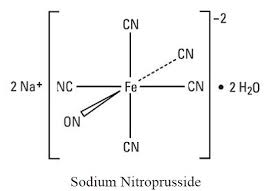 CN
−2
CN
2 Na+ NC Fe CN • 2 H₂O
ON
CN
Sodium Nitroprusside